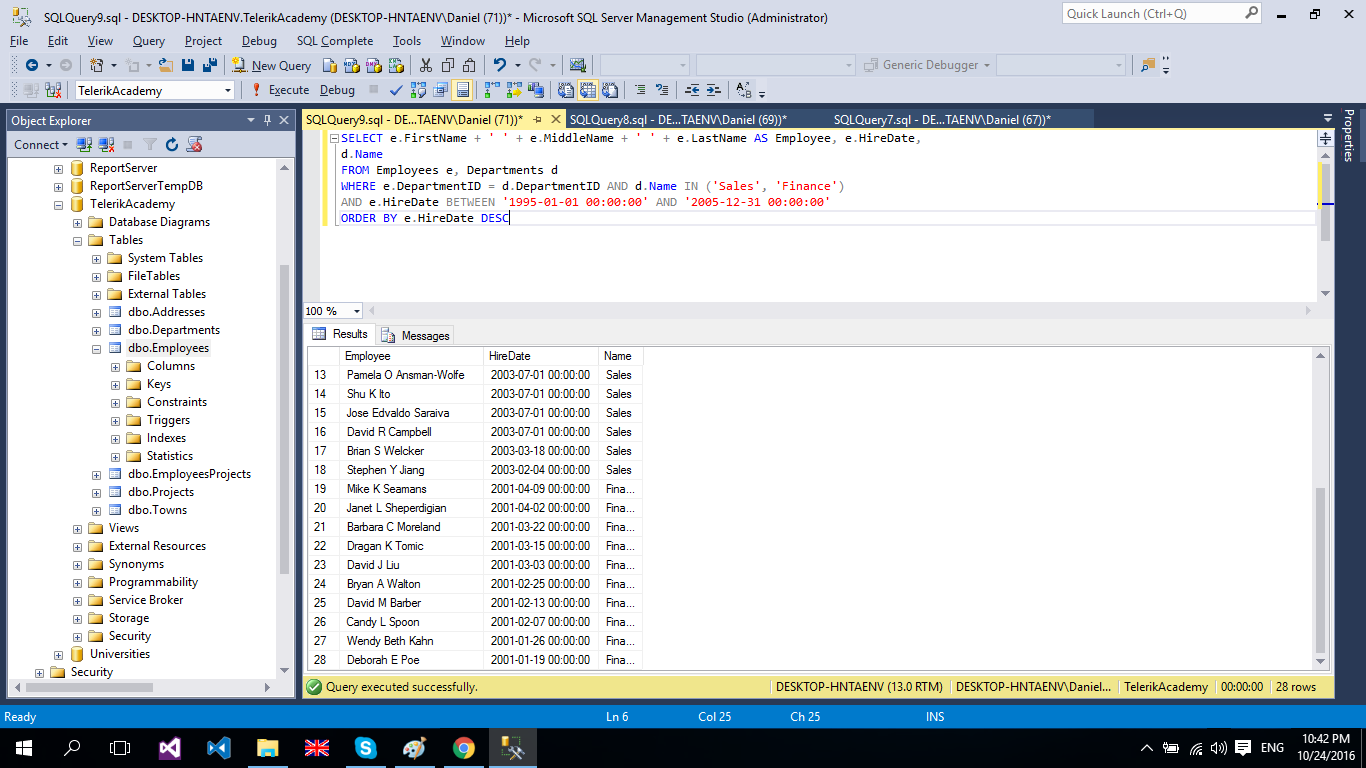 SQLQuery9.sql - DESKTOP-HNTAENV.TelerikAcademy (DESKTOP-HNTAENV\Daniel (71))* - Microsoft SQL Server Management Studio (Administrator)
Quick Launch (Ctrl+Q)
File Edit View Query Project Debug SQL Complete Tools Window Help
New Query
Generic Debugger
TelerikAcademy
Execute Debug
Object Explorer
SQLQuery9.sql - DE...TAENV\Daniel (71))*
SQLQuery8.sql - DE...TAENV\Daniel (69))*
SQLQuery7.sql - DE...TAENV\Daniel (67))*
Properties
Connect
ReportServer
ReportServerTempDB
TelerikAcademy
Database Diagrams
Tables
System Tables
FileTables
External Tables
dbo.Addresses
dbo.Departments
dbo.Employees
Columns
Keys
Constraints
Triggers
Indexes
Statistics
dbo.EmployeesProjects
dbo.Projects
dbo.Towns
Views
External Resources
Synonyms
Programmability
Service Broker
Storage
Security
Universities
Security
SELECT e.FirstName + ' ' + e.MiddleName + ' ' + e.LastName AS Employee, e.HireDate,
d.Name
FROM Employees e, Departments d
WHERE e.DepartmentID = d.DepartmentID AND d.Name IN ('Sales', 'Finance')
AND e.HireDate BETWEEN '1995-01-01 00:00:00' AND '2005-12-31 00:00:00'
ORDER BY e.HireDate DESC
100 %
Results Messages
Employee HireDate Name
13 Pamela O Ansman-Wolfe 2003-07-01 00:00:00 Sales
14 Shu K Ito 2003-07-01 00:00:00 Sales
15 Jose Edvaldo Saraiva 2003-07-01 00:00:00 Sales
16 David R Campbell 2003-07-01 00:00:00 Sales
17 Brian S Welcker 2003-03-18 00:00:00 Sales
18 Stephen Y Jiang 2003-02-04 00:00:00 Sales
19 Mike K Seamans 2001-04-09 00:00:00 Fina...
20 Janet L Sheperdigian 2001-04-02 00:00:00 Fina...
21 Barbara C Moreland 2001-03-22 00:00:00 Fina...
22 Dragan K Tomic 2001-03-15 00:00:00 Fina...
23 David J Liu 2001-03-03 00:00:00 Fina...
24 Bryan A Walton 2001-02-25 00:00:00 Fina...
25 David M Barber 2001-02-13 00:00:00 Fina...
26 Candy L Spoon 2001-02-07 00:00:00 Fina...
27 Wendy Beth Kahn 2001-01-26 00:00:00 Fina...
28 Deborah E Poe 2001-01-19 00:00:00 Fina...
Query executed successfully.
DESKTOP-HNTAENV (13.0 RTM) DESKTOP-HNTAENV\Daniel... TelerikAcademy 00:00:00 28 rows
Ready Ln 6 Col 25 Ch 25 INS
ENG
10:42 PM
10/24/2016